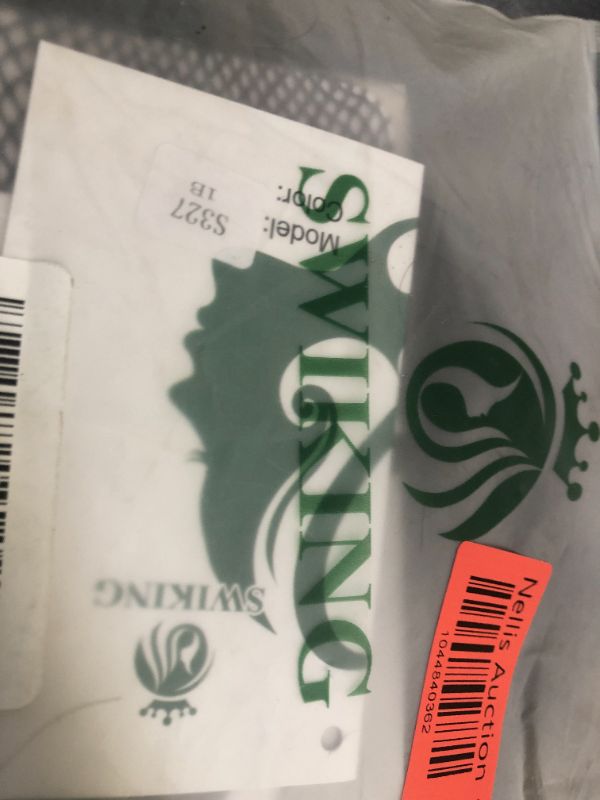 SWIKING
Model: S327
Color: 1B
SWIKING
Nellis Auction
1044840362